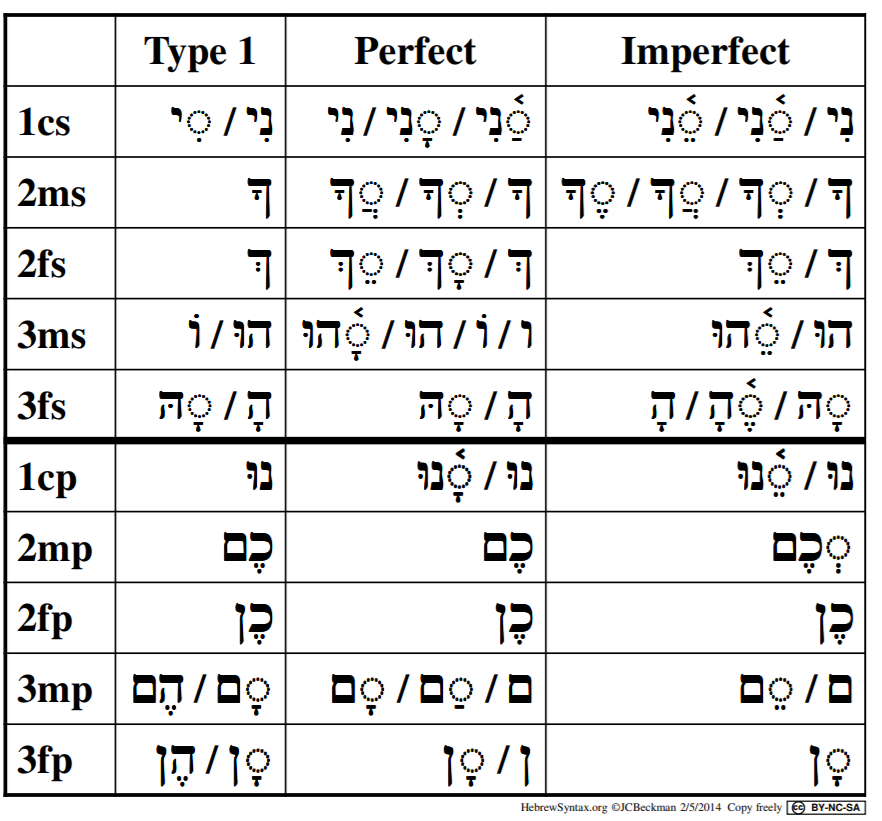 Type 1 Perfect Imperfect
1cs נִי / ◌ִי ◌ַ֫נִי / ◌ָנִי / נִי נִי / ◌ַ֫נִי / ◌ֵ֫נִי
2ms ךָ ךָ / ◌ְךָ / ◌ֲךָ ךָ / ◌ְךָ / ◌ֲךָ / ◌ֶךָ
2fs ךְ ךְ / ◌ָךְ / ◌ֵךְ ךְ / ◌ֵךְ
3ms הוּ / וֹ ו / וֹ / הוּ / ◌ָ֫הוּ הוּ / ◌ֵ֫הוּ
3fs הָ / ◌ָהּ הָ / ◌ָהּ ◌ָהּ / ◌ֶ֫הָ / הָ
1cp נוּ נוּ / ◌ָ֫נוּ נוּ / ◌ֵ֫נוּ
2mp כֶם כֶם ◌ְכֶם
2fp כֶן כֶן כֶן
3mp ◌ָם / הֶם ם / ◌ַם / ◌ָם ם / ◌ֵם
3fp ◌ָן / הֶן ן / ◌ָן ◌ָן
HebrewSyntax.org ©JCBeckman 2/5/2014 Copy freely cc BY-NC-SA